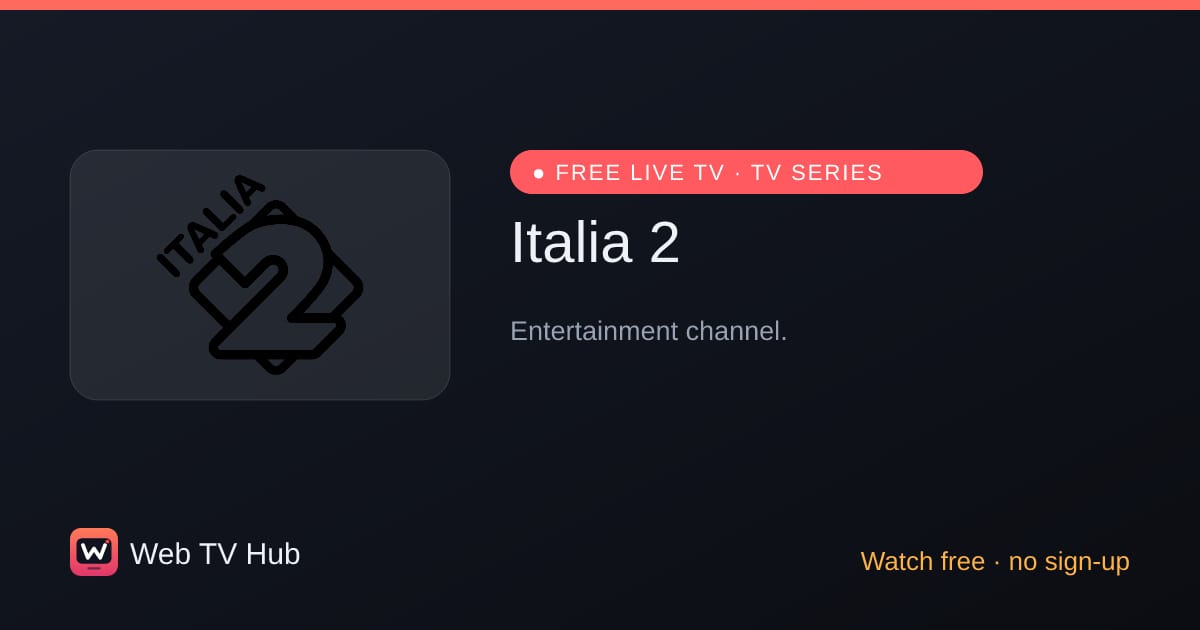 ITALIA
2
● FREE LIVE TV · TV SERIES
Italia 2
Entertainment channel.
W
Web TV Hub
Watch free · no sign-up